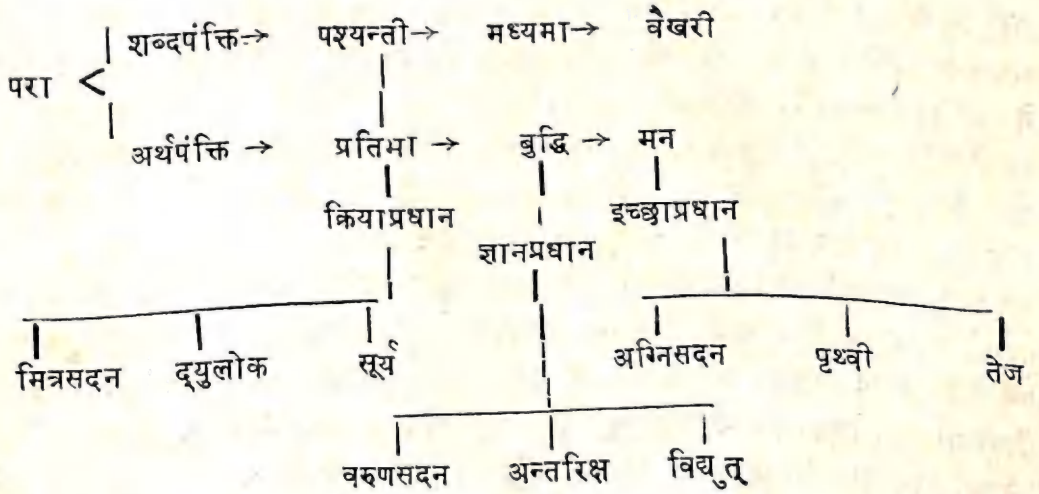 शब्दपंक्ति → पश्यन्ती → मध्यमा → वैखरी
परा <
अर्थपंक्ति → प्रतिभा → बुद्धि → मन
क्रियाप्रधान इच्छाप्रधान
ज्ञानप्रधान
मित्रसदन द्युलोक सूर्य अग्निसदन पृथ्वी तेज
वरुणसदन अन्तरिक्ष विद्युत्